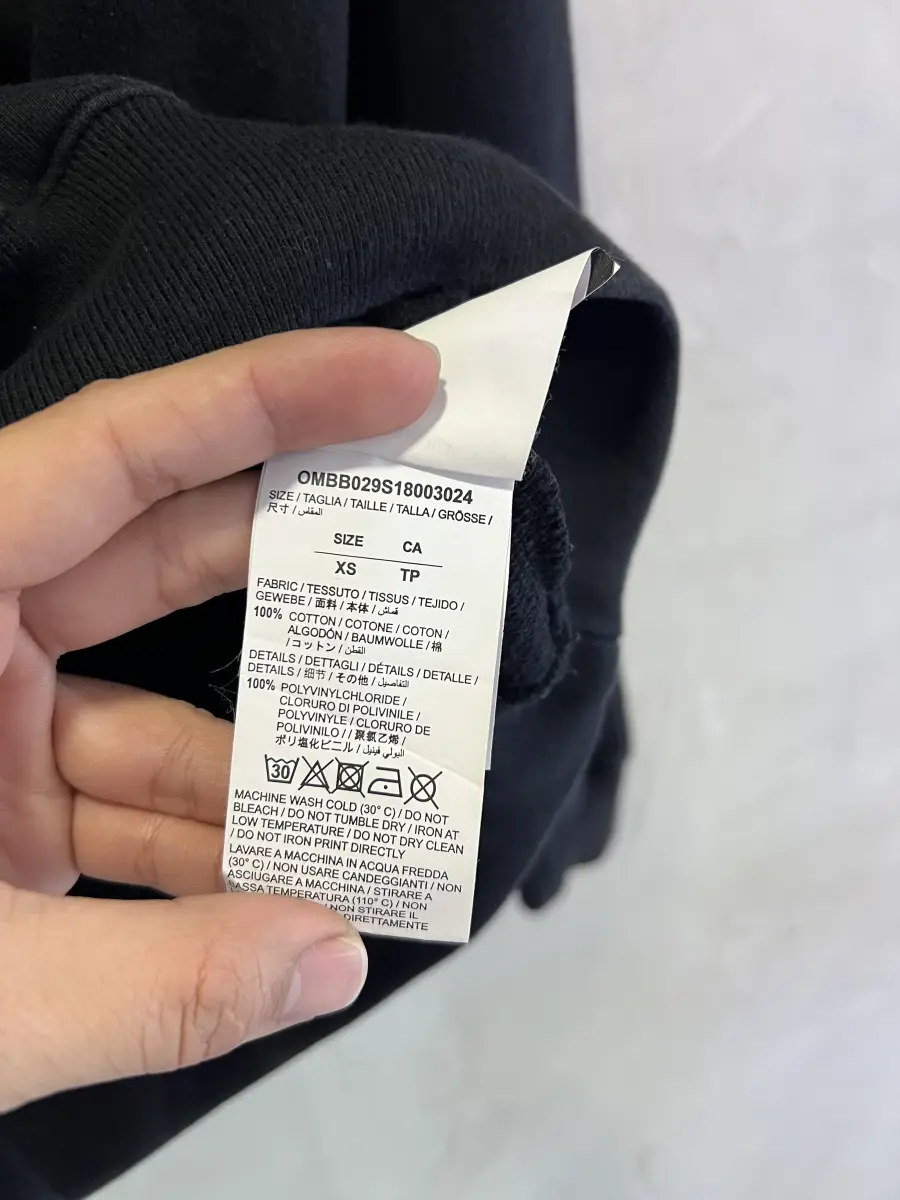 OMBB029S18003024
SIZE / TAGLIA / TAILLE / TALLA / GRÖSSE /
尺寸 / المقاس
SIZE CA
XS TP
FABRIC / TESSUTO / TISSUS / TEJIDO /
GEWEBE / 面料 / 本体 / قماش
100% COTTON / COTONE / COTON /
ALGODÓN / BAUMWOLLE / 棉
/ コットン / القطن
DETAILS / DETTAGLI / DÉTAILS / DETALLE /
DETAILS / 细节 / その他 / التفاصيل
100% POLYVINYLCHLORIDE /
CLORURO DI POLIVINILE /
POLYVINYLE / CLORURO DE
POLIVINILO / / 聚氯乙烯 /
ポリ塩化ビニル / البولي فينيل
30
MACHINE WASH COLD (30° C) / DO NOT
BLEACH / DO NOT TUMBLE DRY / IRON AT
LOW TEMPERATURE / DO NOT DRY CLEAN
/ DO NOT IRON PRINT DIRECTLY
LAVARE A MACCHINA IN ACQUA FREDDA
(30° C) / NON USARE CANDEGGIANTI / NON
ASCIUGARE A MACCHINA / STIRARE A
BASSA TEMPERATURA (110° C) / NON
/ NON STIRARE IL
DIRETTAMENTE